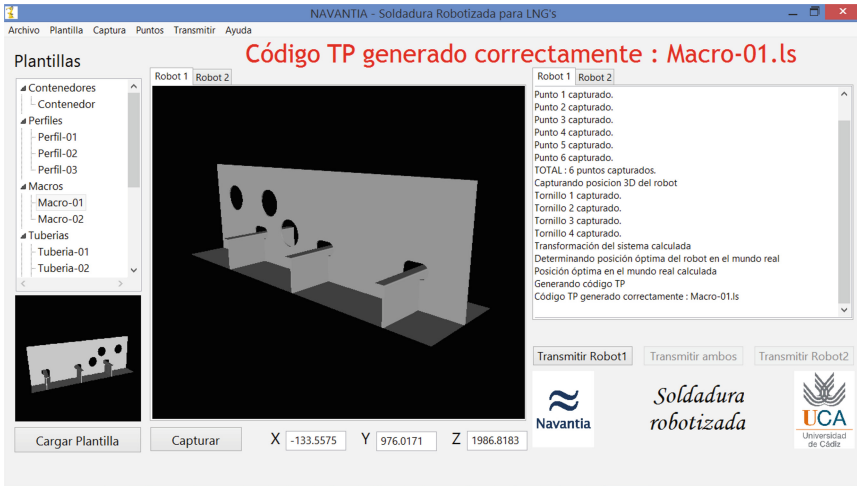 NAVANTIA - Soldadura Robotizada para LNG's
Archivo Plantilla Captura Puntos Transmitir Ayuda
Código TP generado correctamente : Macro-01.ls
Plantillas
Contenedores
Contenedor
Perfiles
Perfil-01
Perfil-02
Perfil-03
Macros
Macro-01
Macro-02
Tuberias
Tuberia-01
Tuberia-02
Cargar Plantilla
Robot 1 Robot 2
Capturar
X -133.5575 Y 976.0171 Z 1986.8183
Robot 1 Robot 2
Punto 1 capturado.
Punto 2 capturado.
Punto 3 capturado.
Punto 4 capturado.
Punto 5 capturado.
Punto 6 capturado.
TOTAL : 6 puntos capturados.
Capturando posicion 3D del robot
Tornillo 1 capturado.
Tornillo 2 capturado.
Tornillo 3 capturado.
Tornillo 4 capturado.
Transformación del sistema calculada
Determinando posición óptima del robot en el mundo real
Posición óptima en el mundo real calculada
Generando código TP
Código TP generado correctamente : Macro-01.ls
Transmitir Robot1 Transmitir ambos Transmitir Robot2
Navantia
Soldadura
robotizada
UCA
Universidad
de Cádiz